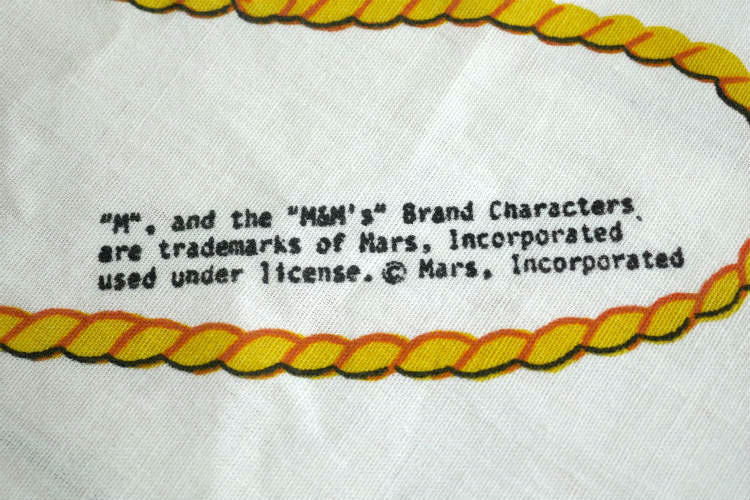 "M", and the "M&M's" Brand Characters,
are trademarks of Mars, Incorporated
used under license. © Mars, Incorporated